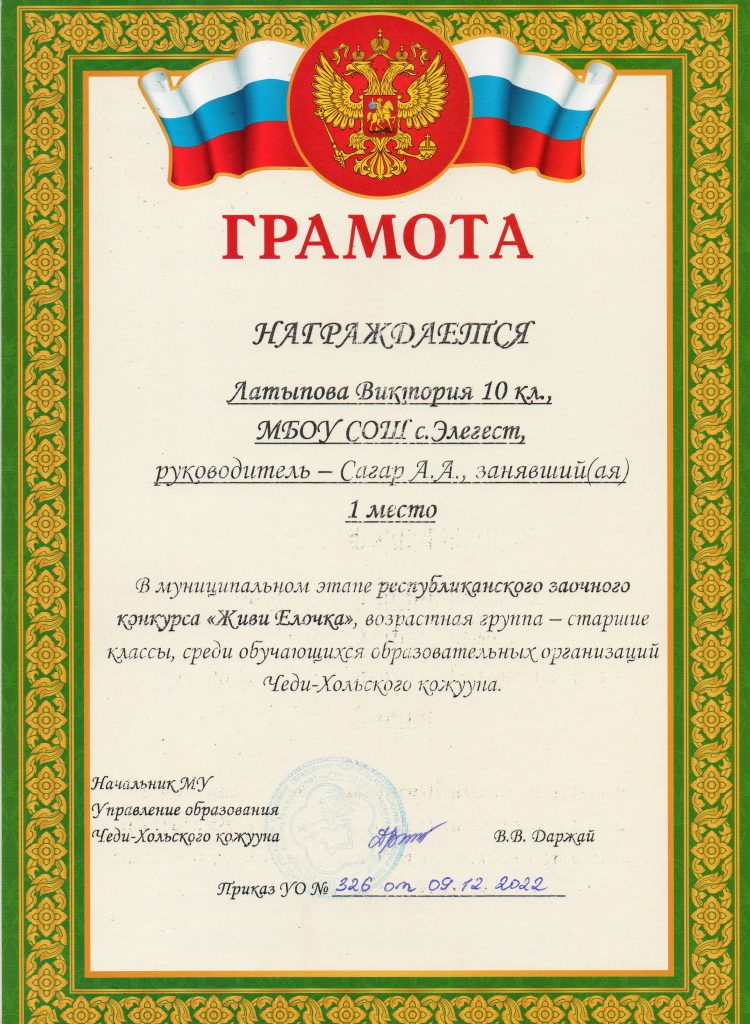 ГРАМОТА
НАГРАЖДАЕТСЯ
Латыпова Виктория 10 кл.,
МБОУ СОШ с.Элегест,
руководитель – Сагар А.А., занявший(ая)
1 место
В муниципальном этапе республиканского заочного
конкурса «Живи Елочка», возрастная группа – старшие
классы, среди обучающихся образовательных организаций
Чеди-Хольского кожууна.
Начальник МУ
Управление образования
Чеди-Хольского кожууна В.В. Даржай
Приказ УО № 326 от 09.12.2022